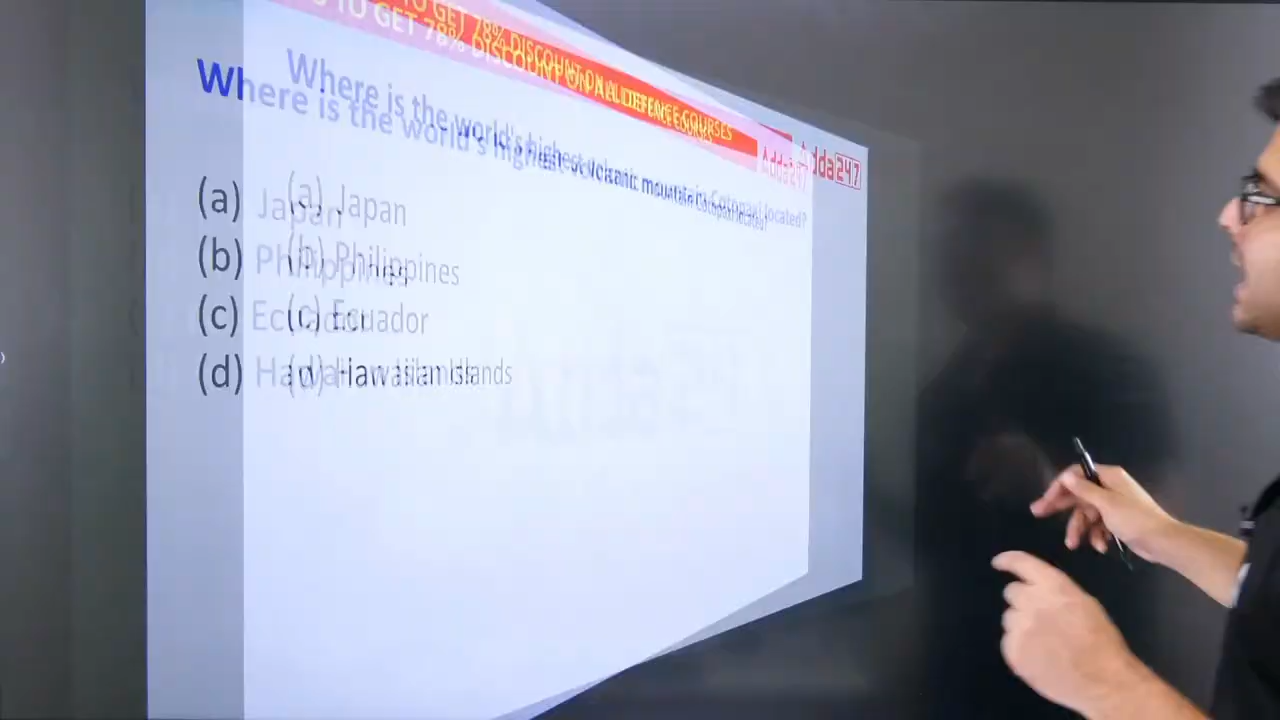 TO GET 78% DISCOUNT ON ALL DEFENCE COURSES
Adda247
Where is the world's highest volcanic mountain Cotopaxi located?
(a) Japan
(b) Philippines
(c) Ecuador
(d) Hawaiian Islands